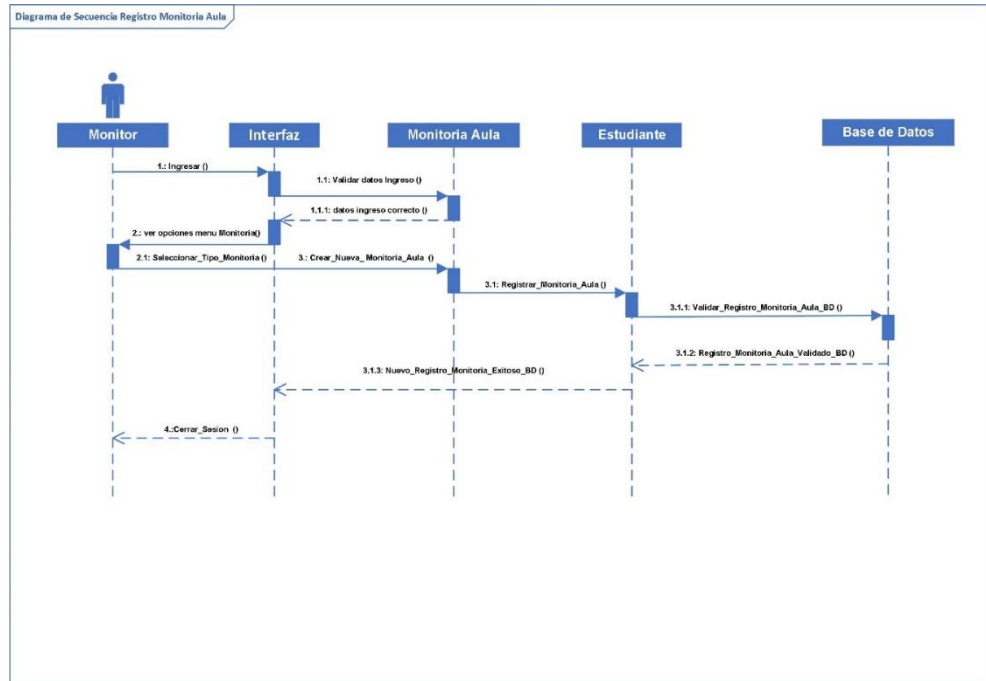 Diagrama de Secuencia Registro Monitoria Aula
Monitor
Interfaz
Monitoria Aula
Estudiante
Base de Datos
1.: Ingresar ()
1.1: Validar datos Ingreso ()
1.1.1: datos ingreso correcto ()
2.: ver opciones menu Monitoria()
2.1: Seleccionar_Tipo_Monitoria ()
3.: Crear_Nueva_ Monitoria_Aula ()
3.1: Registrar_Monitoria_Aula ()
3.1.1: Validar_Registro_Monitoria_Aula_BD ()
3.1.2: Registro_Monitoria_Aula_Validado_BD ()
3.1.3: Nuevo_Registro_Monitoria_Exitoso_BD ()
4.:Cerrar_Sesion ()